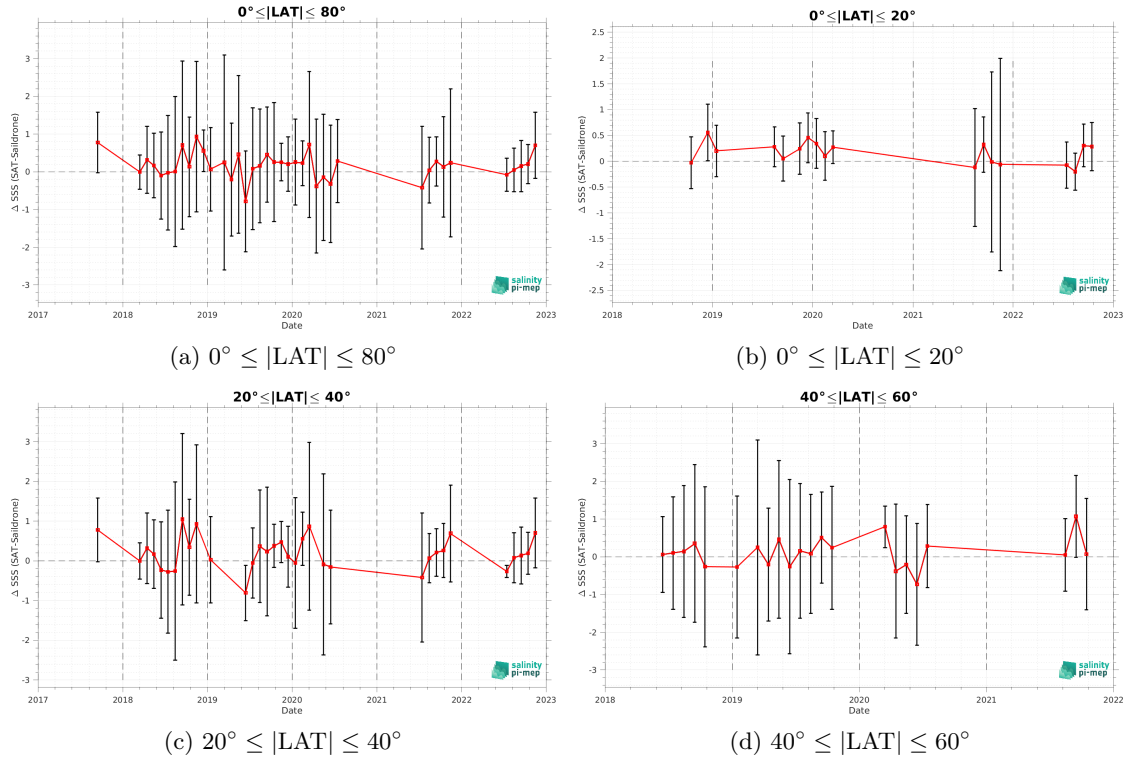 0°≤|LAT|≤ 80°
Δ SSS (SAT-Saildrone)
3
2
1
0
-1
-2
-3
2017 2018 2019 2020 2021 2022 2023
Date
salinity
pi-mep
(a) 0° ≤ |LAT| ≤ 80°
0°≤|LAT|≤ 20°
Δ SSS (SAT-Saildrone)
2.5
2
1.5
1
0.5
0
-0.5
-1
-1.5
-2
-2.5
2018 2019 2020 2021 2022 2023
Date
salinity
pi-mep
(b) 0° ≤ |LAT| ≤ 20°
20°≤|LAT|≤ 40°
Δ SSS (SAT-Saildrone)
3
2
1
0
-1
-2
-3
2017 2018 2019 2020 2021 2022 2023
Date
salinity
pi-mep
(c) 20° ≤ |LAT| ≤ 40°
40°≤|LAT|≤ 60°
Δ SSS (SAT-Saildrone)
3
2
1
0
-1
-2
-3
2018 2019 2020 2021 2022
Date
salinity
pi-mep
(d) 40° ≤ |LAT| ≤ 60°